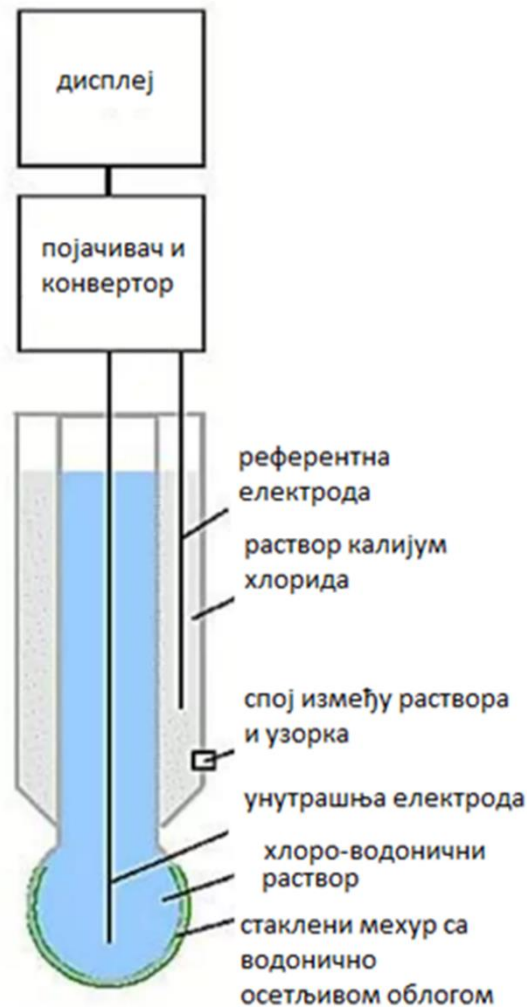 дисплеј
појачивач и
конвертор
референтна
електрода
раствор калијум
хлорида
спој између раствора
и узорка
унутрашња електрода
хлоро-водонични
раствор
стаклени мехур са
водонично
осетљивом облогом